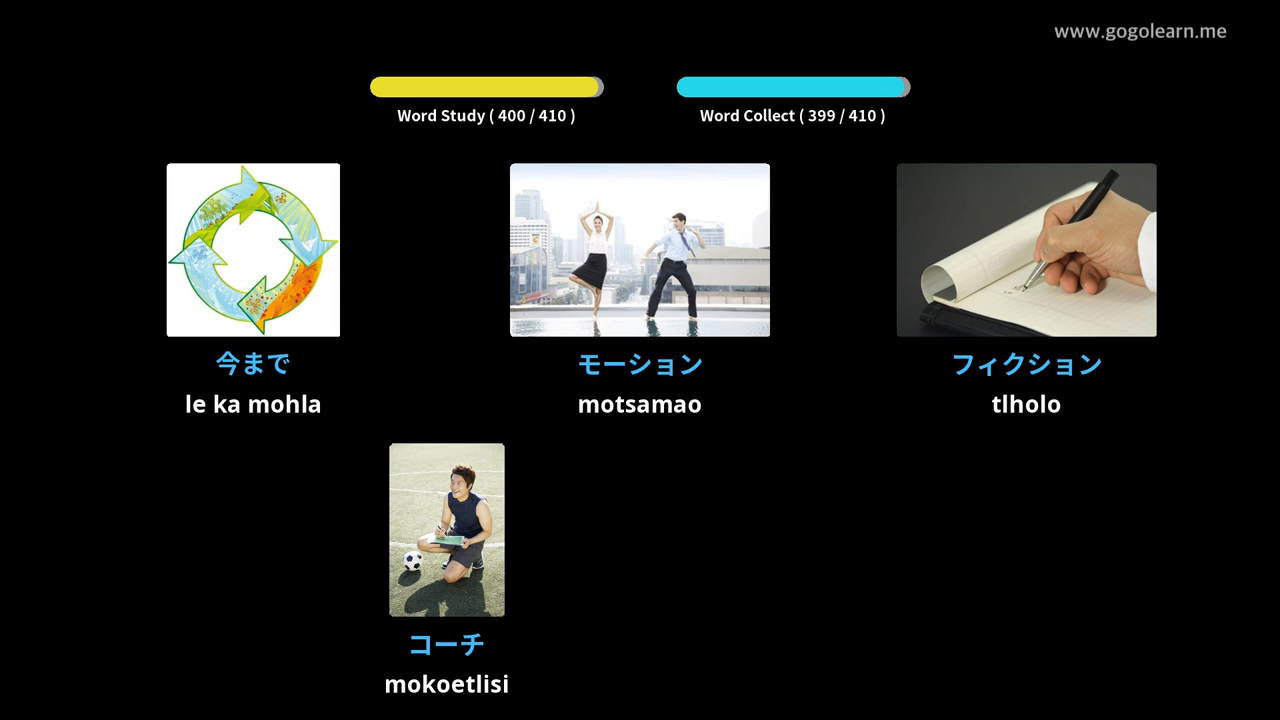 www.gogolearn.me
Word Study ( 400 / 410 )
Word Collect ( 399 / 410 )
今まで
le ka mohla
モーション
motsamao
フィクション
tlholo
コーチ
mokoetlisi